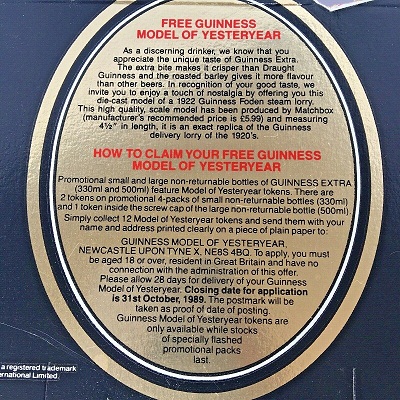 FREE GUINNESS
MODEL OF YESTERYEAR
As a discerning drinker, we know that you
appreciate the unique taste of Guinness Extra.
The extra bite makes it crisper than Draught
Guinness and the roasted barley gives it more flavour
than other beers. In recognition of your good taste, we
invite you to enjoy a touch of nostalgia by offering you this
die-cast model of a 1922 Guinness Foden steam lorry.
This high quality, scale model has been produced by Matchbox
(manufacturer's recommended price is £5.99) and measuring
4½" in length, it is an exact replica of the Guinness
delivery lorry of the 1920's.
HOW TO CLAIM YOUR FREE GUINNESS
MODEL OF YESTERYEAR
Promotional small and large non-returnable bottles of GUINNESS EXTRA
(330ml and 500ml) feature Model of Yesteryear tokens. There are
2 tokens on promotional 4-packs of small non-returnable bottles (330ml)
and 1 token inside the screw cap of the large non-returnable bottle (500ml)
Simply collect 12 Model of Yesteryear tokens and send them with your
name and address printed clearly on a piece of plain paper to:
GUINNESS MODEL OF YESTERYEAR,
NEWCASTLE UPON TYNE X, NE8S 4BQ. To apply, you must
be aged 18 or over, resident in Great Britain and have no
connection with the administration of this offer.
Please allow 28 days for delivery of your Guinness
Model of Yesteryear. Closing date for application
is 31st October, 1989. The postmark will be
taken as proof of date of posting.
Guinness Model of Yesteryear tokens are
only available while stocks
of specially flashed
promotional packs
last.
a registered trademark
ernational Limited.